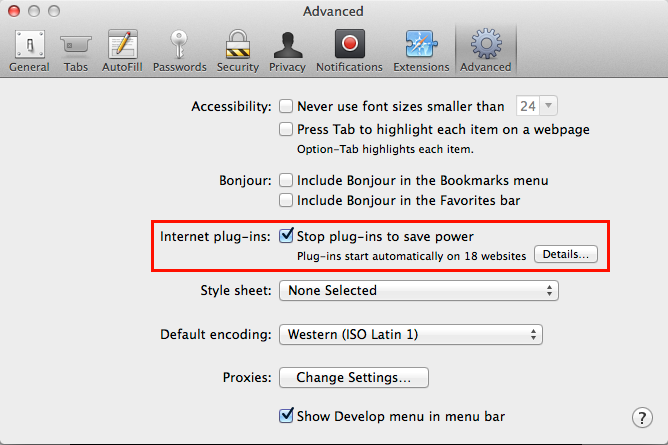 Advanced
General Tabs AutoFill Passwords Security Privacy Notifications Extensions Advanced
Accessibility: Never use font sizes smaller than 24
Press Tab to highlight each item on a webpage
Option-Tab highlights each item.
Bonjour: Include Bonjour in the Bookmarks menu
Include Bonjour in the Favorites bar
Internet plug-ins: Stop plug-ins to save power
Plug-ins start automatically on 18 websites Details...
Style sheet: None Selected
Default encoding: Western (ISO Latin 1)
Proxies: Change Settings...
Show Develop menu in menu bar
?